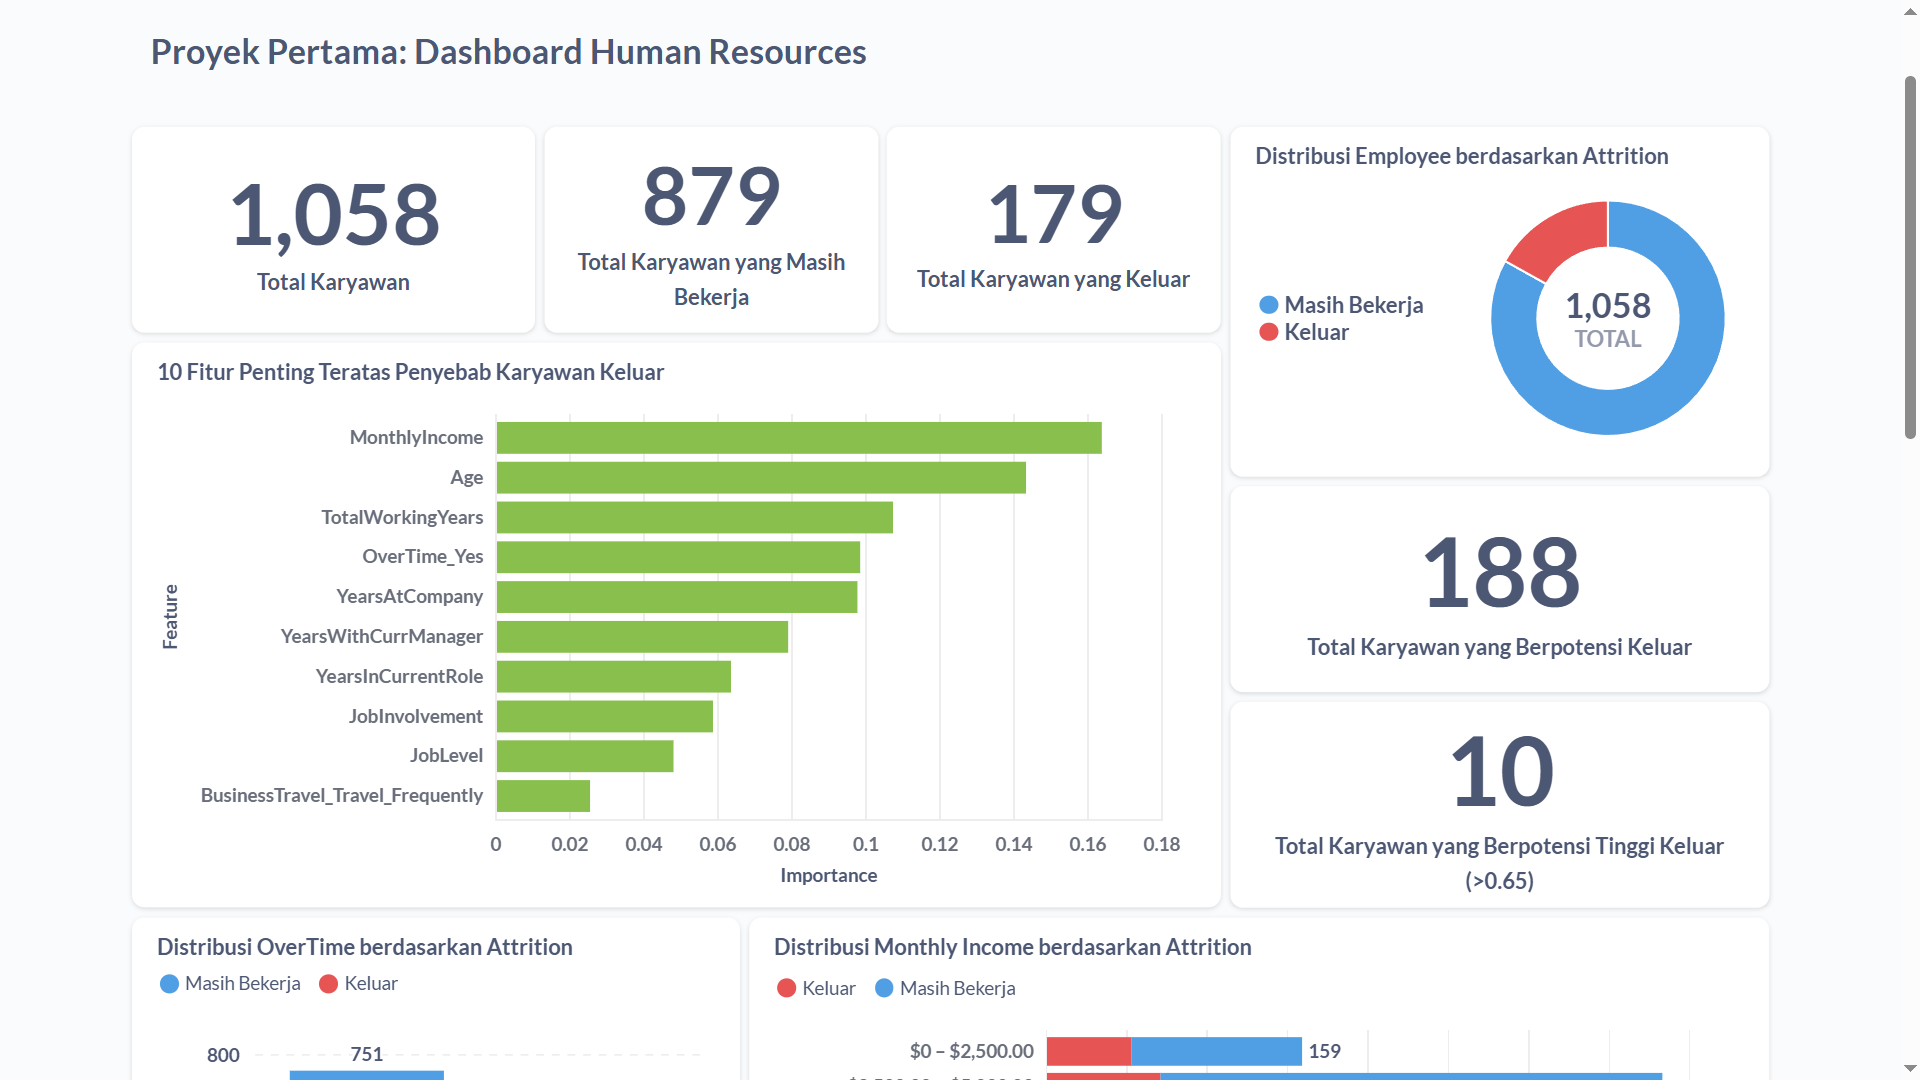 Proyek Pertama: Dashboard Human Resources
1,058
Total Karyawan
879
Total Karyawan yang Masih
Bekerja
179
Total Karyawan yang Keluar
Distribusi Employee berdasarkan Attrition
Masih Bekerja
Keluar
1,058
TOTAL
10 Fitur Penting Teratas Penyebab Karyawan Keluar
Feature
MonthlyIncome
Age
TotalWorkingYears
OverTime_Yes
YearsAtCompany
YearsWithCurrManager
YearsInCurrentRole
JobInvolvement
JobLevel
BusinessTravel_Travel_Frequently
0 0.02 0.04 0.06 0.08 0.1 0.12 0.14 0.16 0.18
Importance
188
Total Karyawan yang Berpotensi Keluar
10
Total Karyawan yang Berpotensi Tinggi Keluar
(>0.65)
Distribusi OverTime berdasarkan Attrition
Masih Bekerja Keluar
800
751
Distribusi Monthly Income berdasarkan Attrition
Keluar Masih Bekerja
$0 – $2,500.00
159